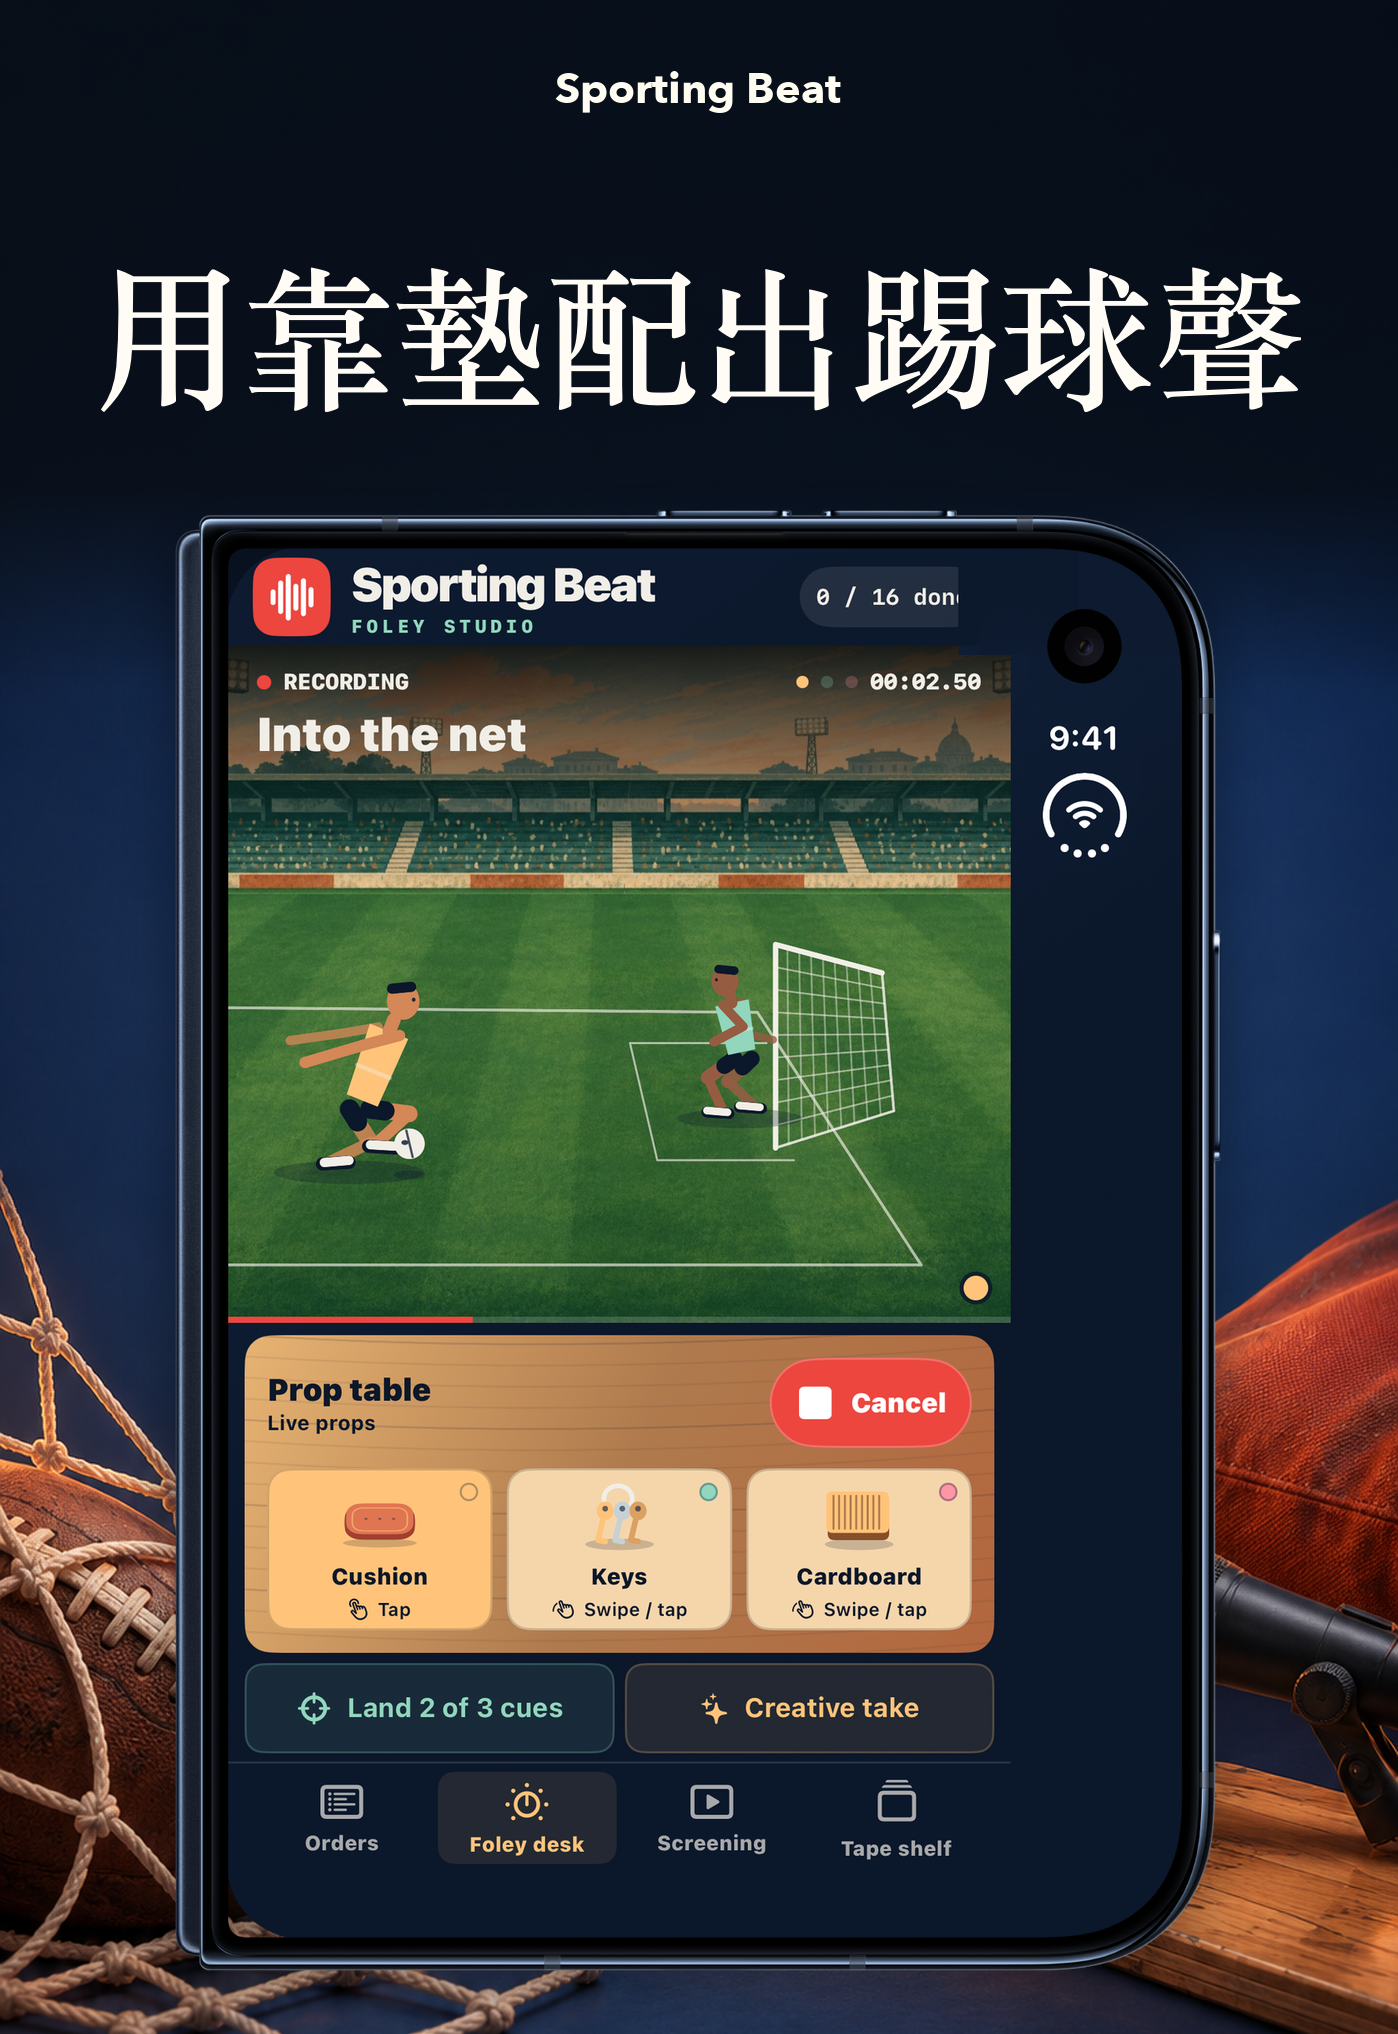 Sporting Beat
用靠墊配出踢球聲
Sporting Beat
FOLEY STUDIO
0 / 16 don
RECORDING
00:02.50
Into the net
9:41
Prop table
Live props
Cancel
Cushion
Tap
Keys
Swipe / tap
Cardboard
Swipe / tap
Land 2 of 3 cues
Creative take
Orders
Foley desk
Screening
Tape shelf